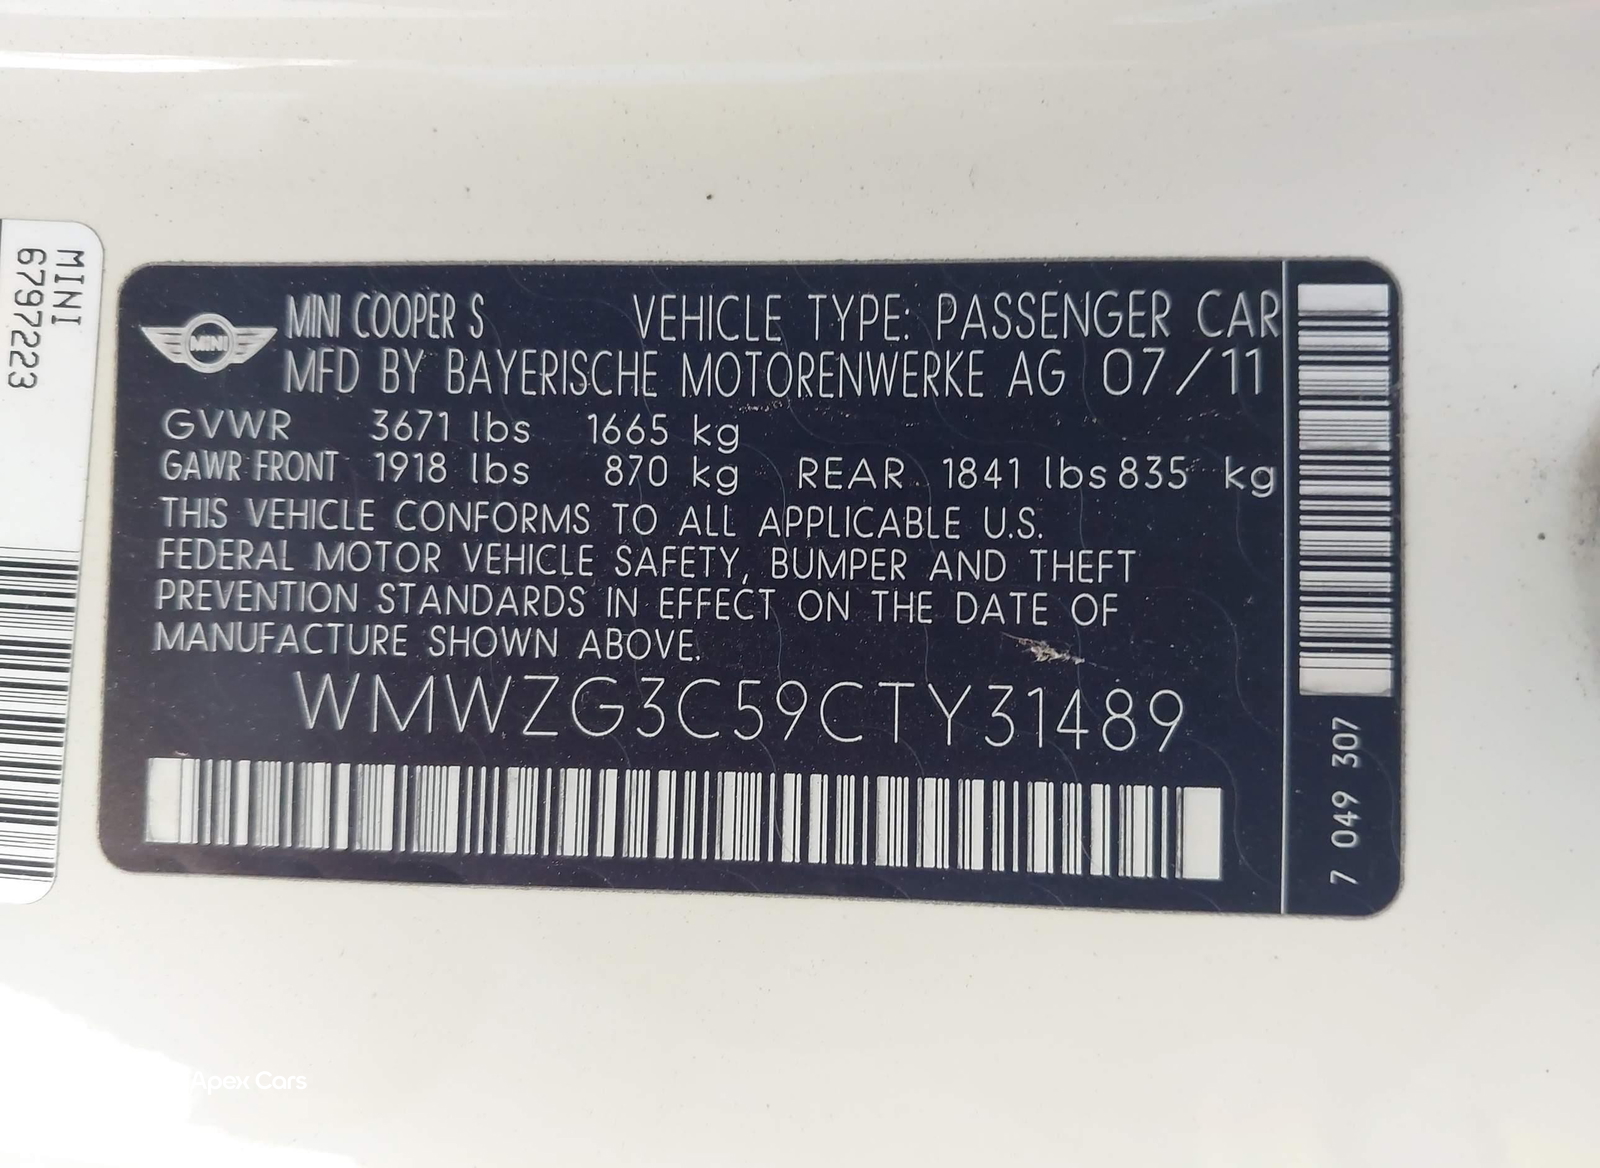 MINI
6797223
MINI
MINI COOPER S VEHICLE TYPE: PASSENGER CAR
MFD BY BAYERISCHE MOTORENWERKE AG 07/11
GVWR 3671 lbs 1665 kg
GAWR FRONT 1918 lbs 870 kg REAR 1841 lbs 835 kg
THIS VEHICLE CONFORMS TO ALL APPLICABLE U.S.
FEDERAL MOTOR VEHICLE SAFETY, BUMPER AND THEFT
PREVENTION STANDARDS IN EFFECT ON THE DATE OF
MANUFACTURE SHOWN ABOVE.
WMWZG3C59CTY31489
7 049 307
Apex Cars